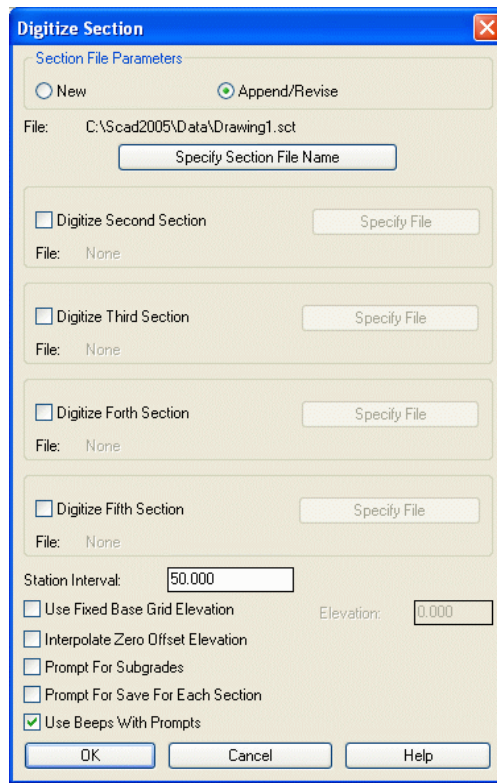 Digitize Section
Section File Parameters
New Append/Revise
File: C:\Scad2005\Data\Drawing1.sct
Specify Section File Name
Digitize Second Section Specify File
File: None
Digitize Third Section Specify File
File: None
Digitize Forth Section Specify File
File: None
Digitize Fifth Section Specify File
File: None
Station Interval: 50.000
Use Fixed Base Grid Elevation Elevation: 0.000
Interpolate Zero Offset Elevation
Prompt For Subgrades
Prompt For Save For Each Section
Use Beeps With Prompts
OK Cancel Help